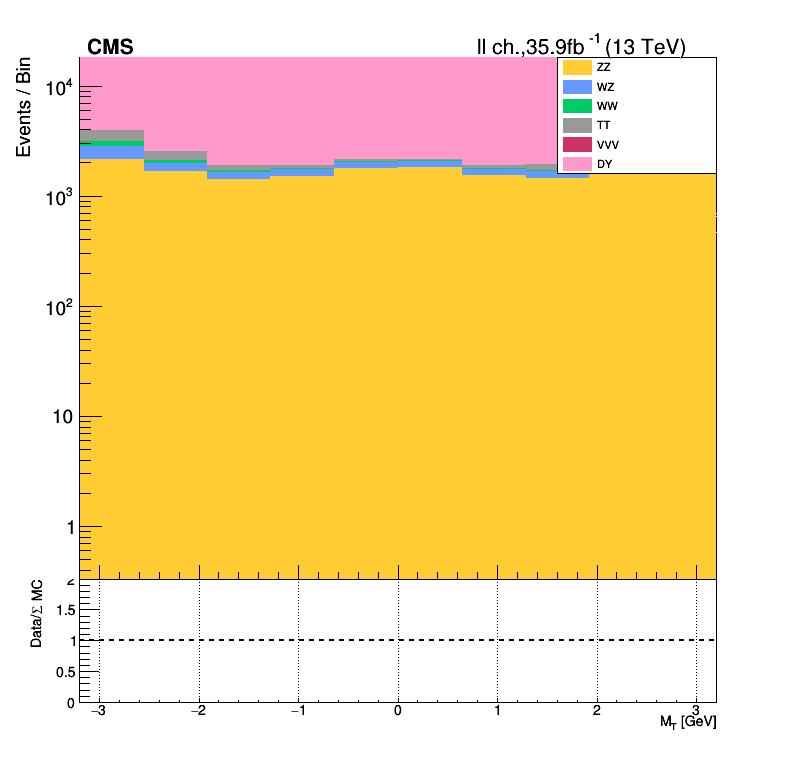 CMS
ll ch.,35.9fb⁻¹ (13 TeV)
Events / Bin
10⁴
10³
10²
10
1
ZZ
WZ
WW
TT
VVV
DY
Data/Σ MC
2
1.5
1
0.5
0
−3 −2 −1 0 1 2 3
M_T [GeV]